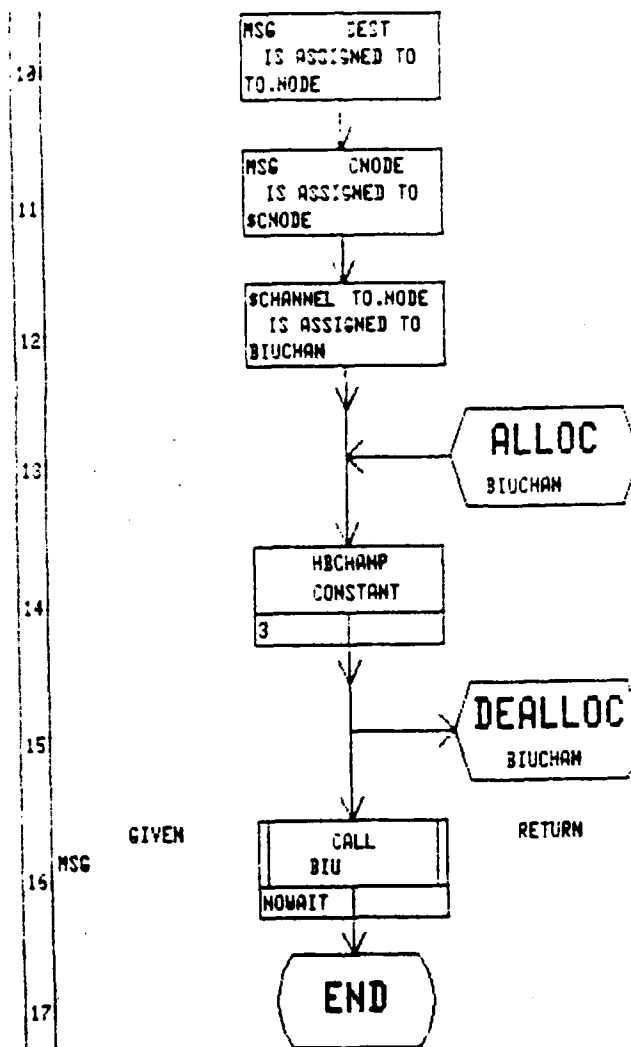 MSG DEST
IS ASSIGNED TO
TO.NODE
10
MSG CNODE
IS ASSIGNED TO
$CNODE
11
$CHANNEL TO.NODE
IS ASSIGNED TO
BIUCHAN
12
ALLOC
BIUCHAN
13
HBCHANP
CONSTANT
3
14
DEALLOC
BIUCHAN
15
GIVEN
CALL
BIU
RETURN
MSG
16
NOWAIT
END
17